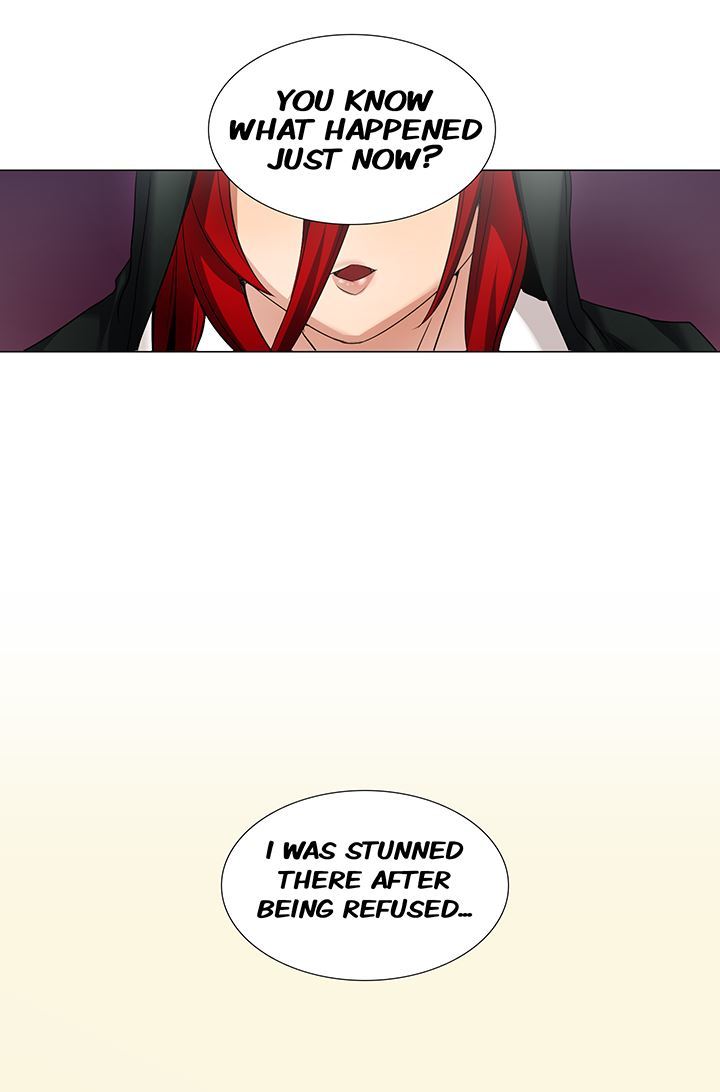 YOU KNOW
WHAT HAPPENED
JUST NOW?
I WAS STUNNED
THERE AFTER
BEING REFUSED...